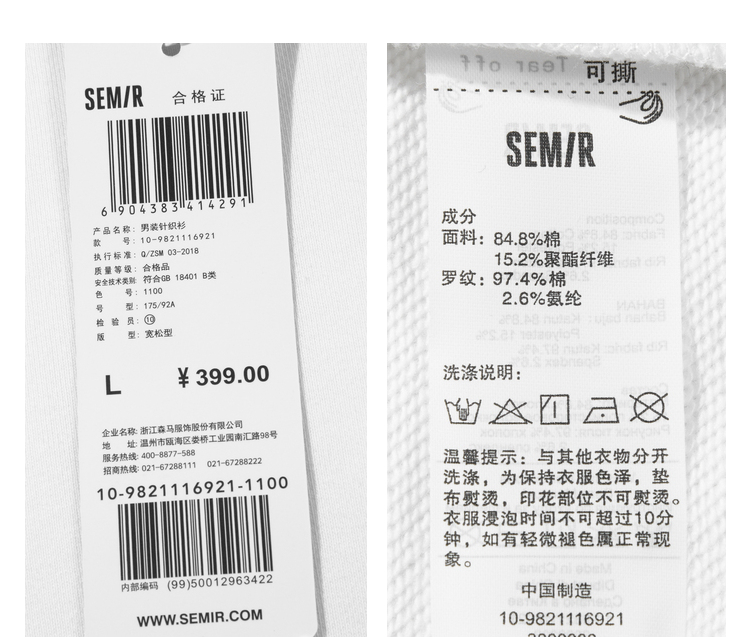 SEMIR 合格证
6 904383 414291
产品名称: 男装针织衫
款 号: 10-9821116921
执行标准: Q/ZSM 03-2018
质量等级: 合格品
安全技术类别: 符合GB 18401 B类
色 号: 1100
号 型: 175/92A
检 验 员: ⑩
版 型: 宽松型
L ¥399.00
企业名称: 浙江森马服饰股份有限公司
地 址: 温州市瓯海区娄桥工业园南汇路98号
服务热线: 400-8877-588
招商热线: 021-67288111 021-67288222
10-9821116921-1100
内部编码 (99)50012963422
WWW.SEMIR.COM
Tear off 可撕
SEMIR
成分
面料: 84.8%棉
15.2%聚酯纤维
罗纹: 97.4%棉
2.6%氨纶
洗涤说明:
温馨提示: 与其他衣物分开
洗涤, 为保持衣服色泽, 垫
布熨烫, 印花部位不可熨烫。
衣服浸泡时间不可超过10分
钟, 如有轻微褪色属正常现
象。
中国制造
10-9821116921